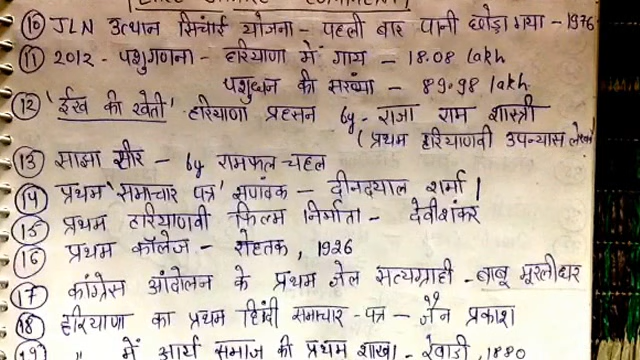 ⑩ JLN उत्थान सिंचाई योजना - पहली बार पानी छोड़ा गया - 1976
⑪ 2012 - पशुगणना - हरियाणा में गाय - 18.08 lakh
पशुधन की संख्या - 89.98 lakh.
⑫ 'ईख की खेती' हरियाणा प्रहसन by - राजा राम शास्त्री
(प्रथम हरियाणवी उपन्यास लेखक)
⑬ साझा सीर - by रामफल चहल
⑭ प्रथम 'समाचार पत्र' संपादक - दीनदयाल शर्मा।
⑮ प्रथम हरियाणवी फिल्म निर्माता - देवीशंकर
⑯ प्रथम कॉलेज - रोहतक, 1926
⑰ कांग्रेस आंदोलन के प्रथम जेल सत्याग्रही - बाबू मुरलीधर
⑱ हरियाणा का प्रथम हिंदी समाचार - पत्र - जैन प्रकाश
⑲ " में आर्य समाज की प्रथम शाखा - रेवाड़ी, 1880